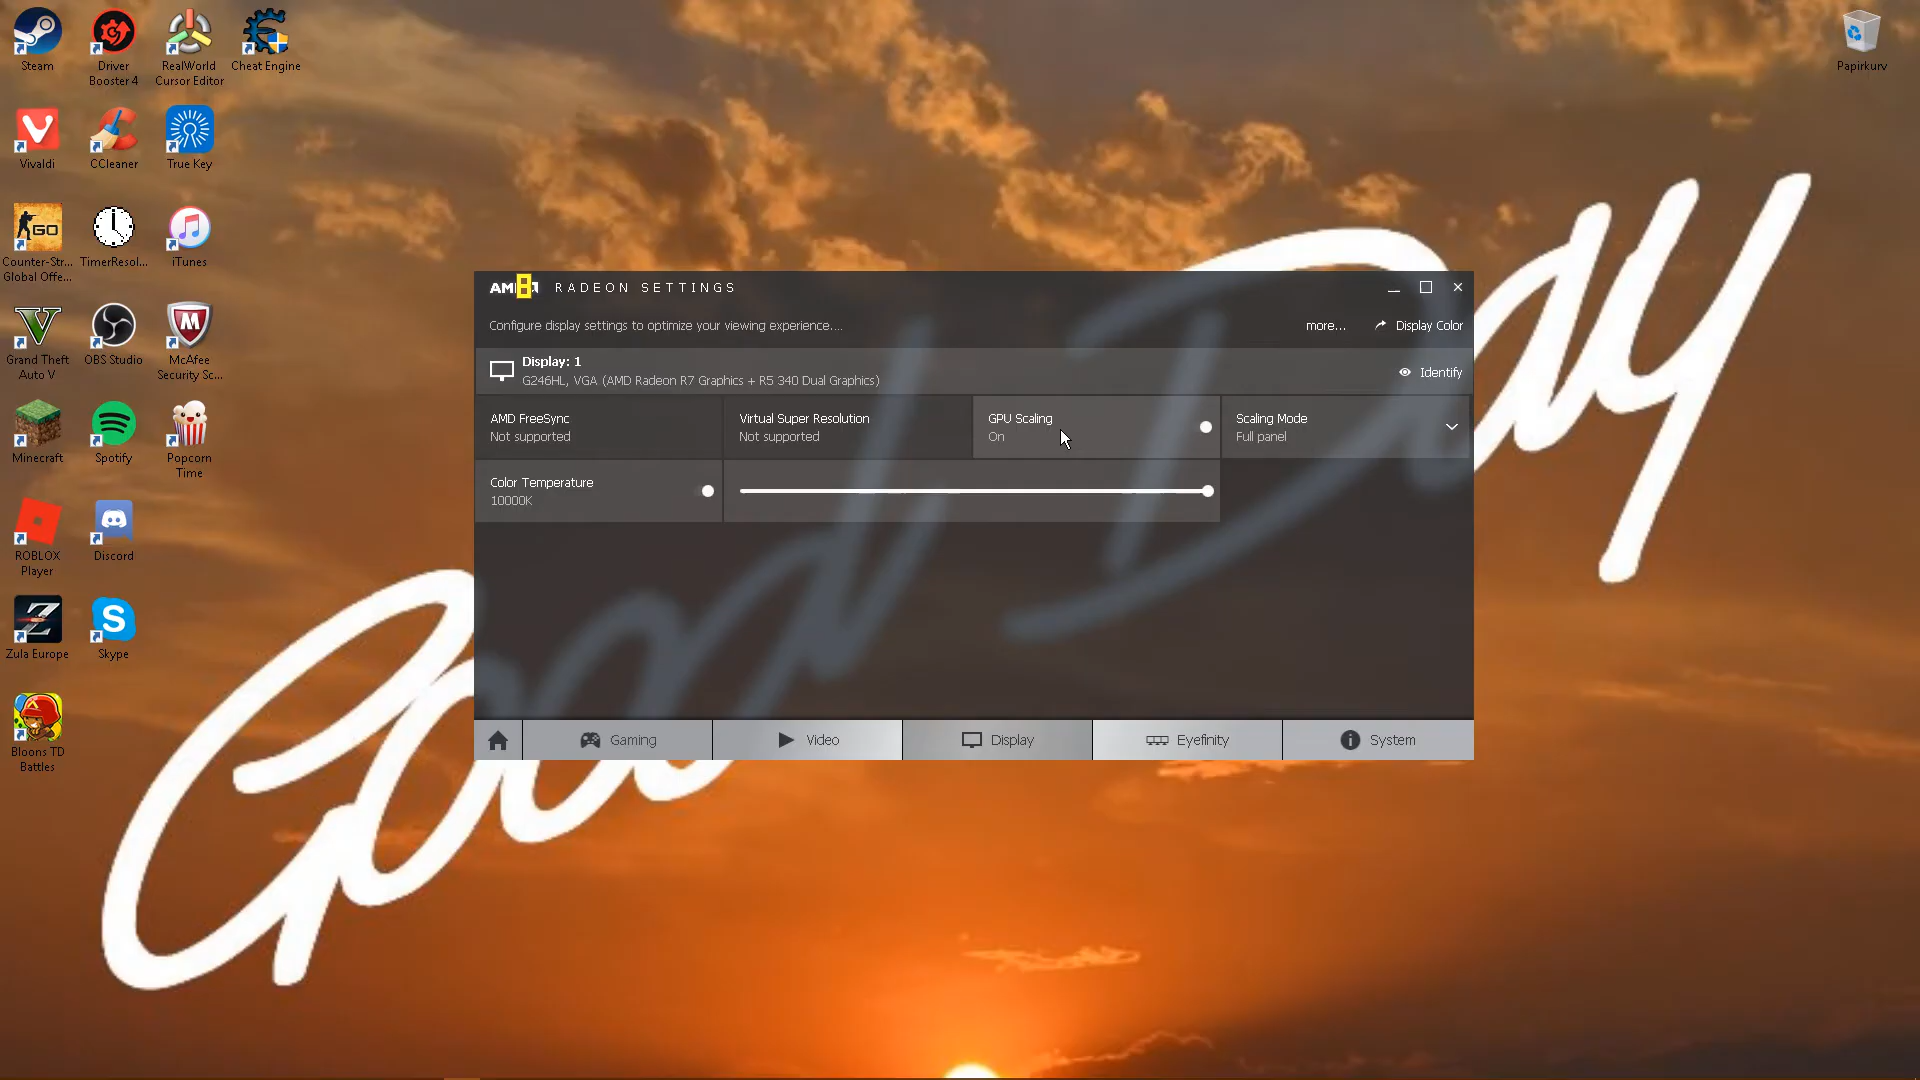 Steam
Driver Booster 4
RealWorld Cursor Editor
Cheat Engine
Papirkurv
Vivaldi
CCleaner
True Key
GO
Counter-Str... Global Offe...
TimerResol...
iTunes
Grand Theft Auto V
OBS Studio
McAfee Security Sc...
Minecraft
Spotify
Popcorn Time
ROBLOX Player
Discord
Zula Europe
Skype
Bloons TD Battles
Good Day
RADEON SETTINGS
Configure display settings to optimize your viewing experience....
more...
Display Color
Display: 1
G246HL, VGA (AMD Radeon R7 Graphics + R5 340 Dual Graphics)
Identify
AMD FreeSync
Not supported
Virtual Super Resolution
Not supported
GPU Scaling
On
Scaling Mode
Full panel
Color Temperature
10000K
Gaming
Video
Display
Eyefinity
System